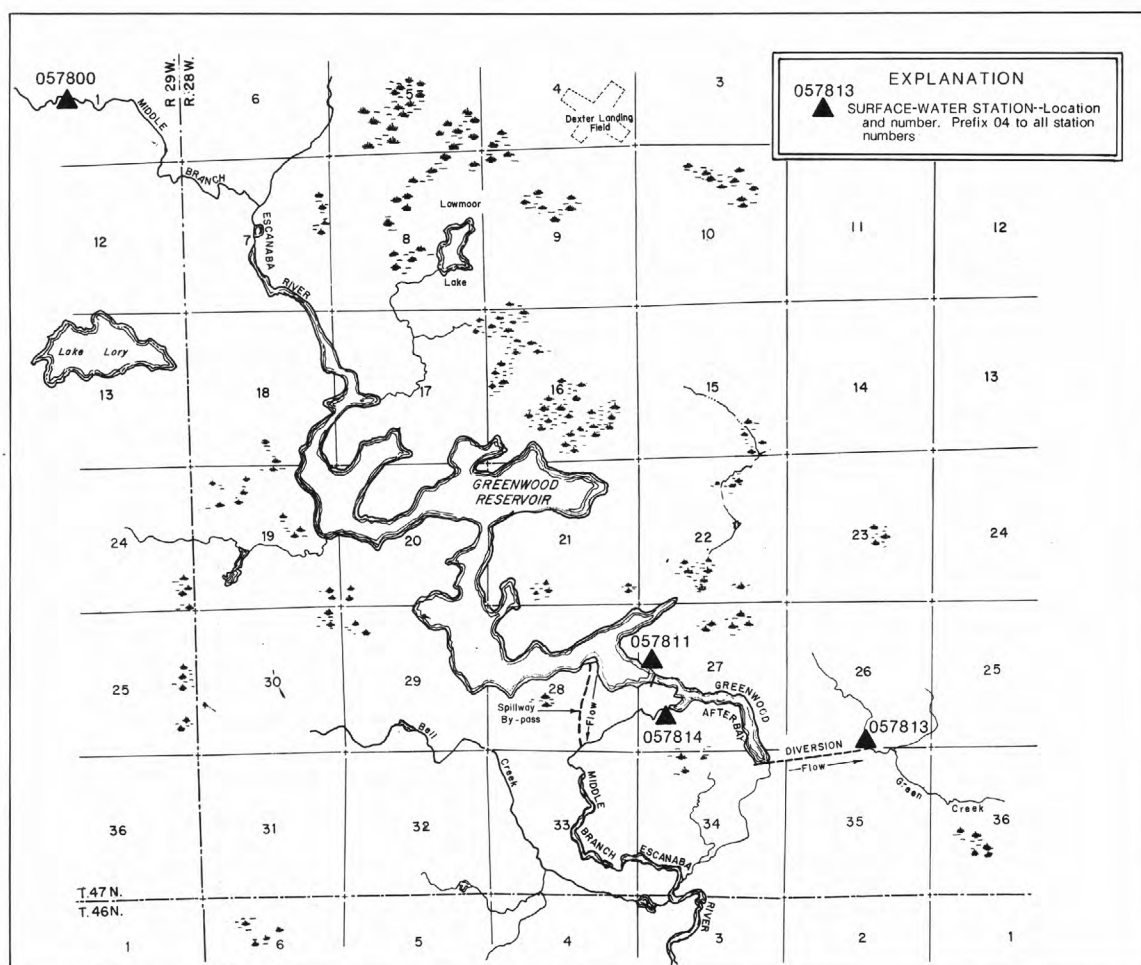 EXPLANATION
057813
SURFACE-WATER STATION--Location
and number. Prefix 04 to all station
numbers
057800
1
R. 29 W.
R. 28 W.
6
5
4
Dexter Landing
Field
3
MIDDLE
BRANCH
ESCANABA
RIVER
12
7
8
Lowmoor
Lake
9
10
11
12
Lake Lory
13
18
17
16
15
14
13
GREENWOOD
RESERVOIR
24
19
20
21
22
23
24
057811
25
30
29
28
27
26
25
Spillway
By-pass
Flow
GREENWOOD
AFTERBAY
057814
057813
DIVERSION
Flow
Bell
Creek
Green
Creek
36
31
32
33
34
35
36
MIDDLE
BRANCH
ESCANABA
RIVER
T. 47 N.
T. 46 N.
1
6
5
4
3
2
1